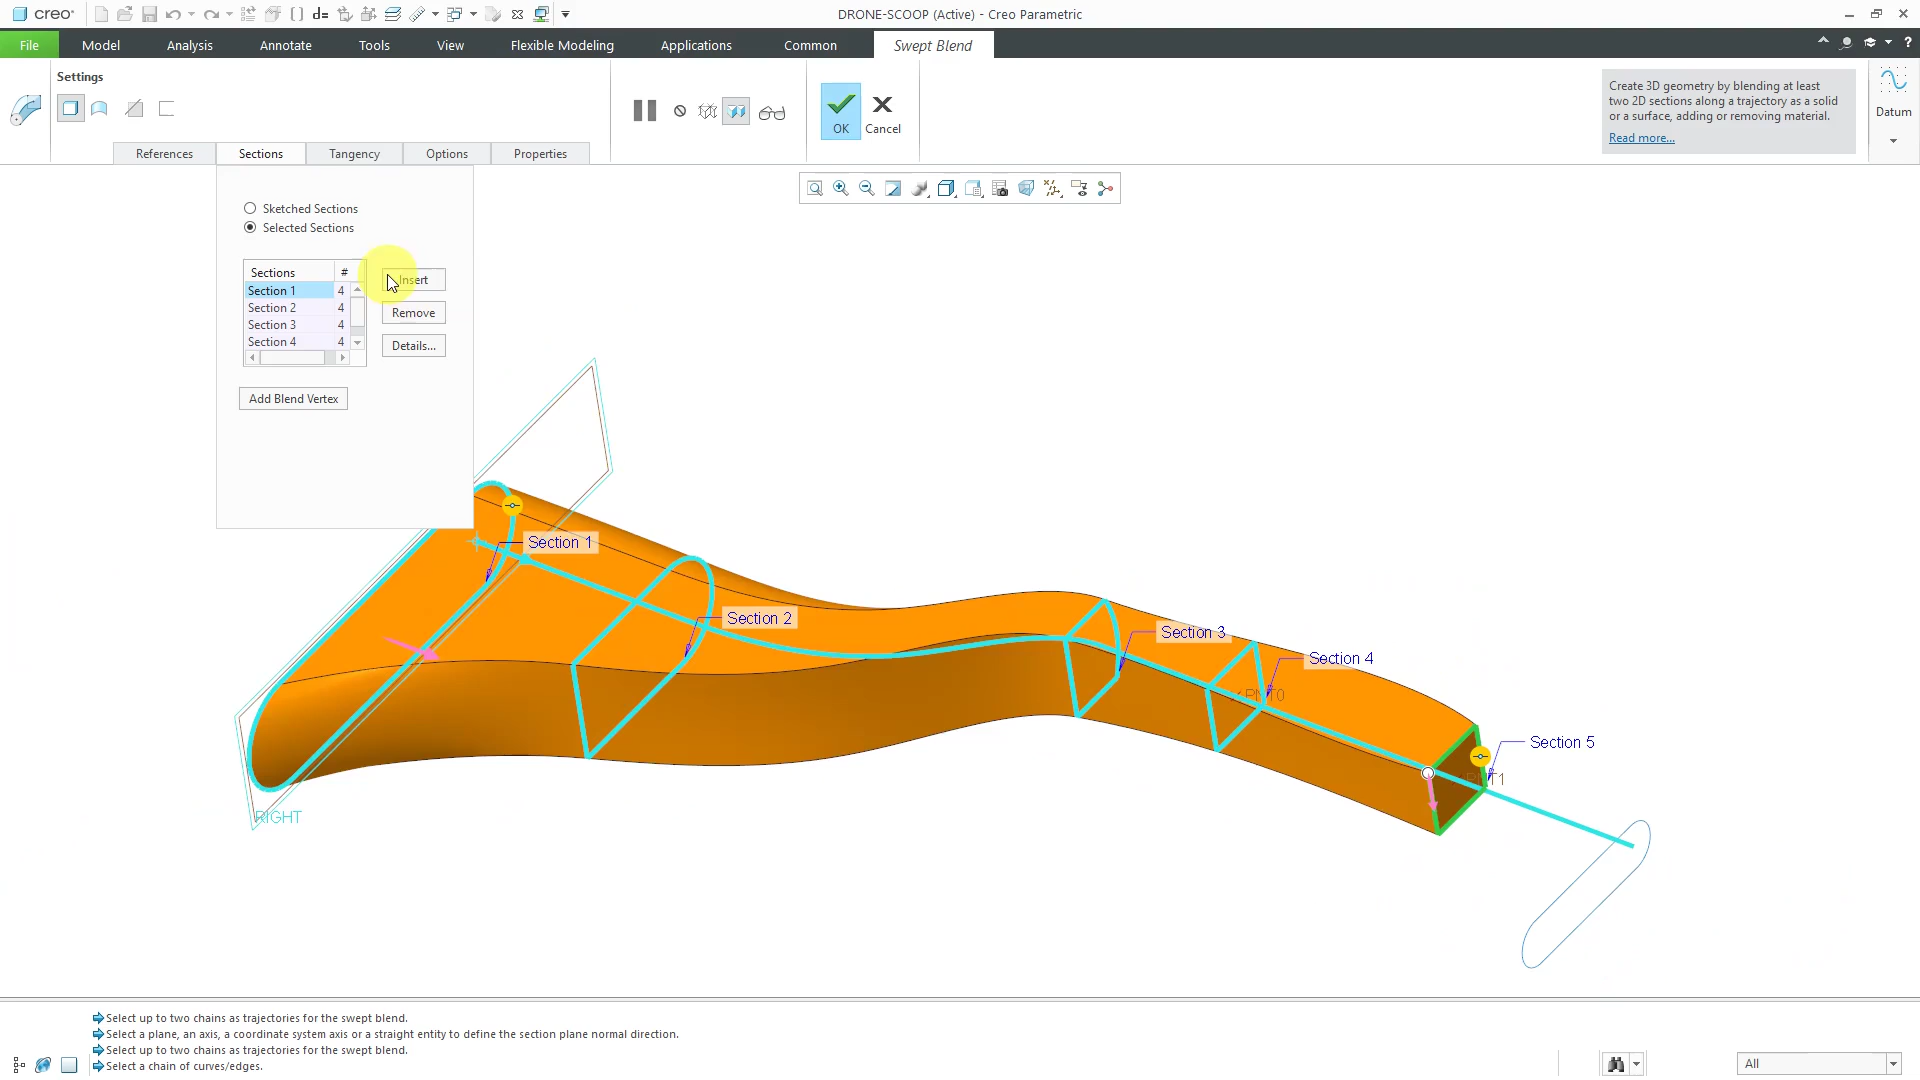 creo
DRONE-SCOOP (Active) - Creo Parametric
File Model Analysis Annotate Tools View Flexible Modeling Applications Common Swept Blend
Settings
OK Cancel
Create 3D geometry by blending at least
two 2D sections along a trajectory as a solid
or a surface, adding or removing material.
Read more...
Datum
References Sections Tangency Options Properties
Sketched Sections
Selected Sections
Sections #
Section 1 4
Section 2 4
Section 3 4
Section 4 4
Insert
Remove
Details...
Add Blend Vertex
Section 1
Section 2
Section 3
Section 4
PNT0
Section 5
RIGHT
Select up to two chains as trajectories for the swept blend.
Select a plane, an axis, a coordinate system axis or a straight entity to define the section plane normal direction.
Select up to two chains as trajectories for the swept blend.
Select a chain of curves/edges.
All